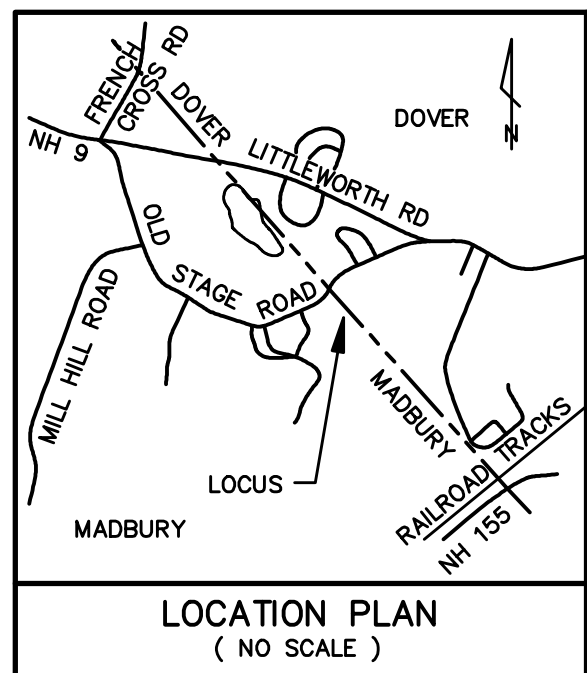 FRENCH
CROSS RD
DOVER
DOVER
N
NH 9
LITTLEWORTH RD
OLD
STAGE
ROAD
MILL HILL ROAD
MADBURY
LOCUS
RAILROAD TRACKS
MADBURY
NH 155
LOCATION PLAN
( NO SCALE )